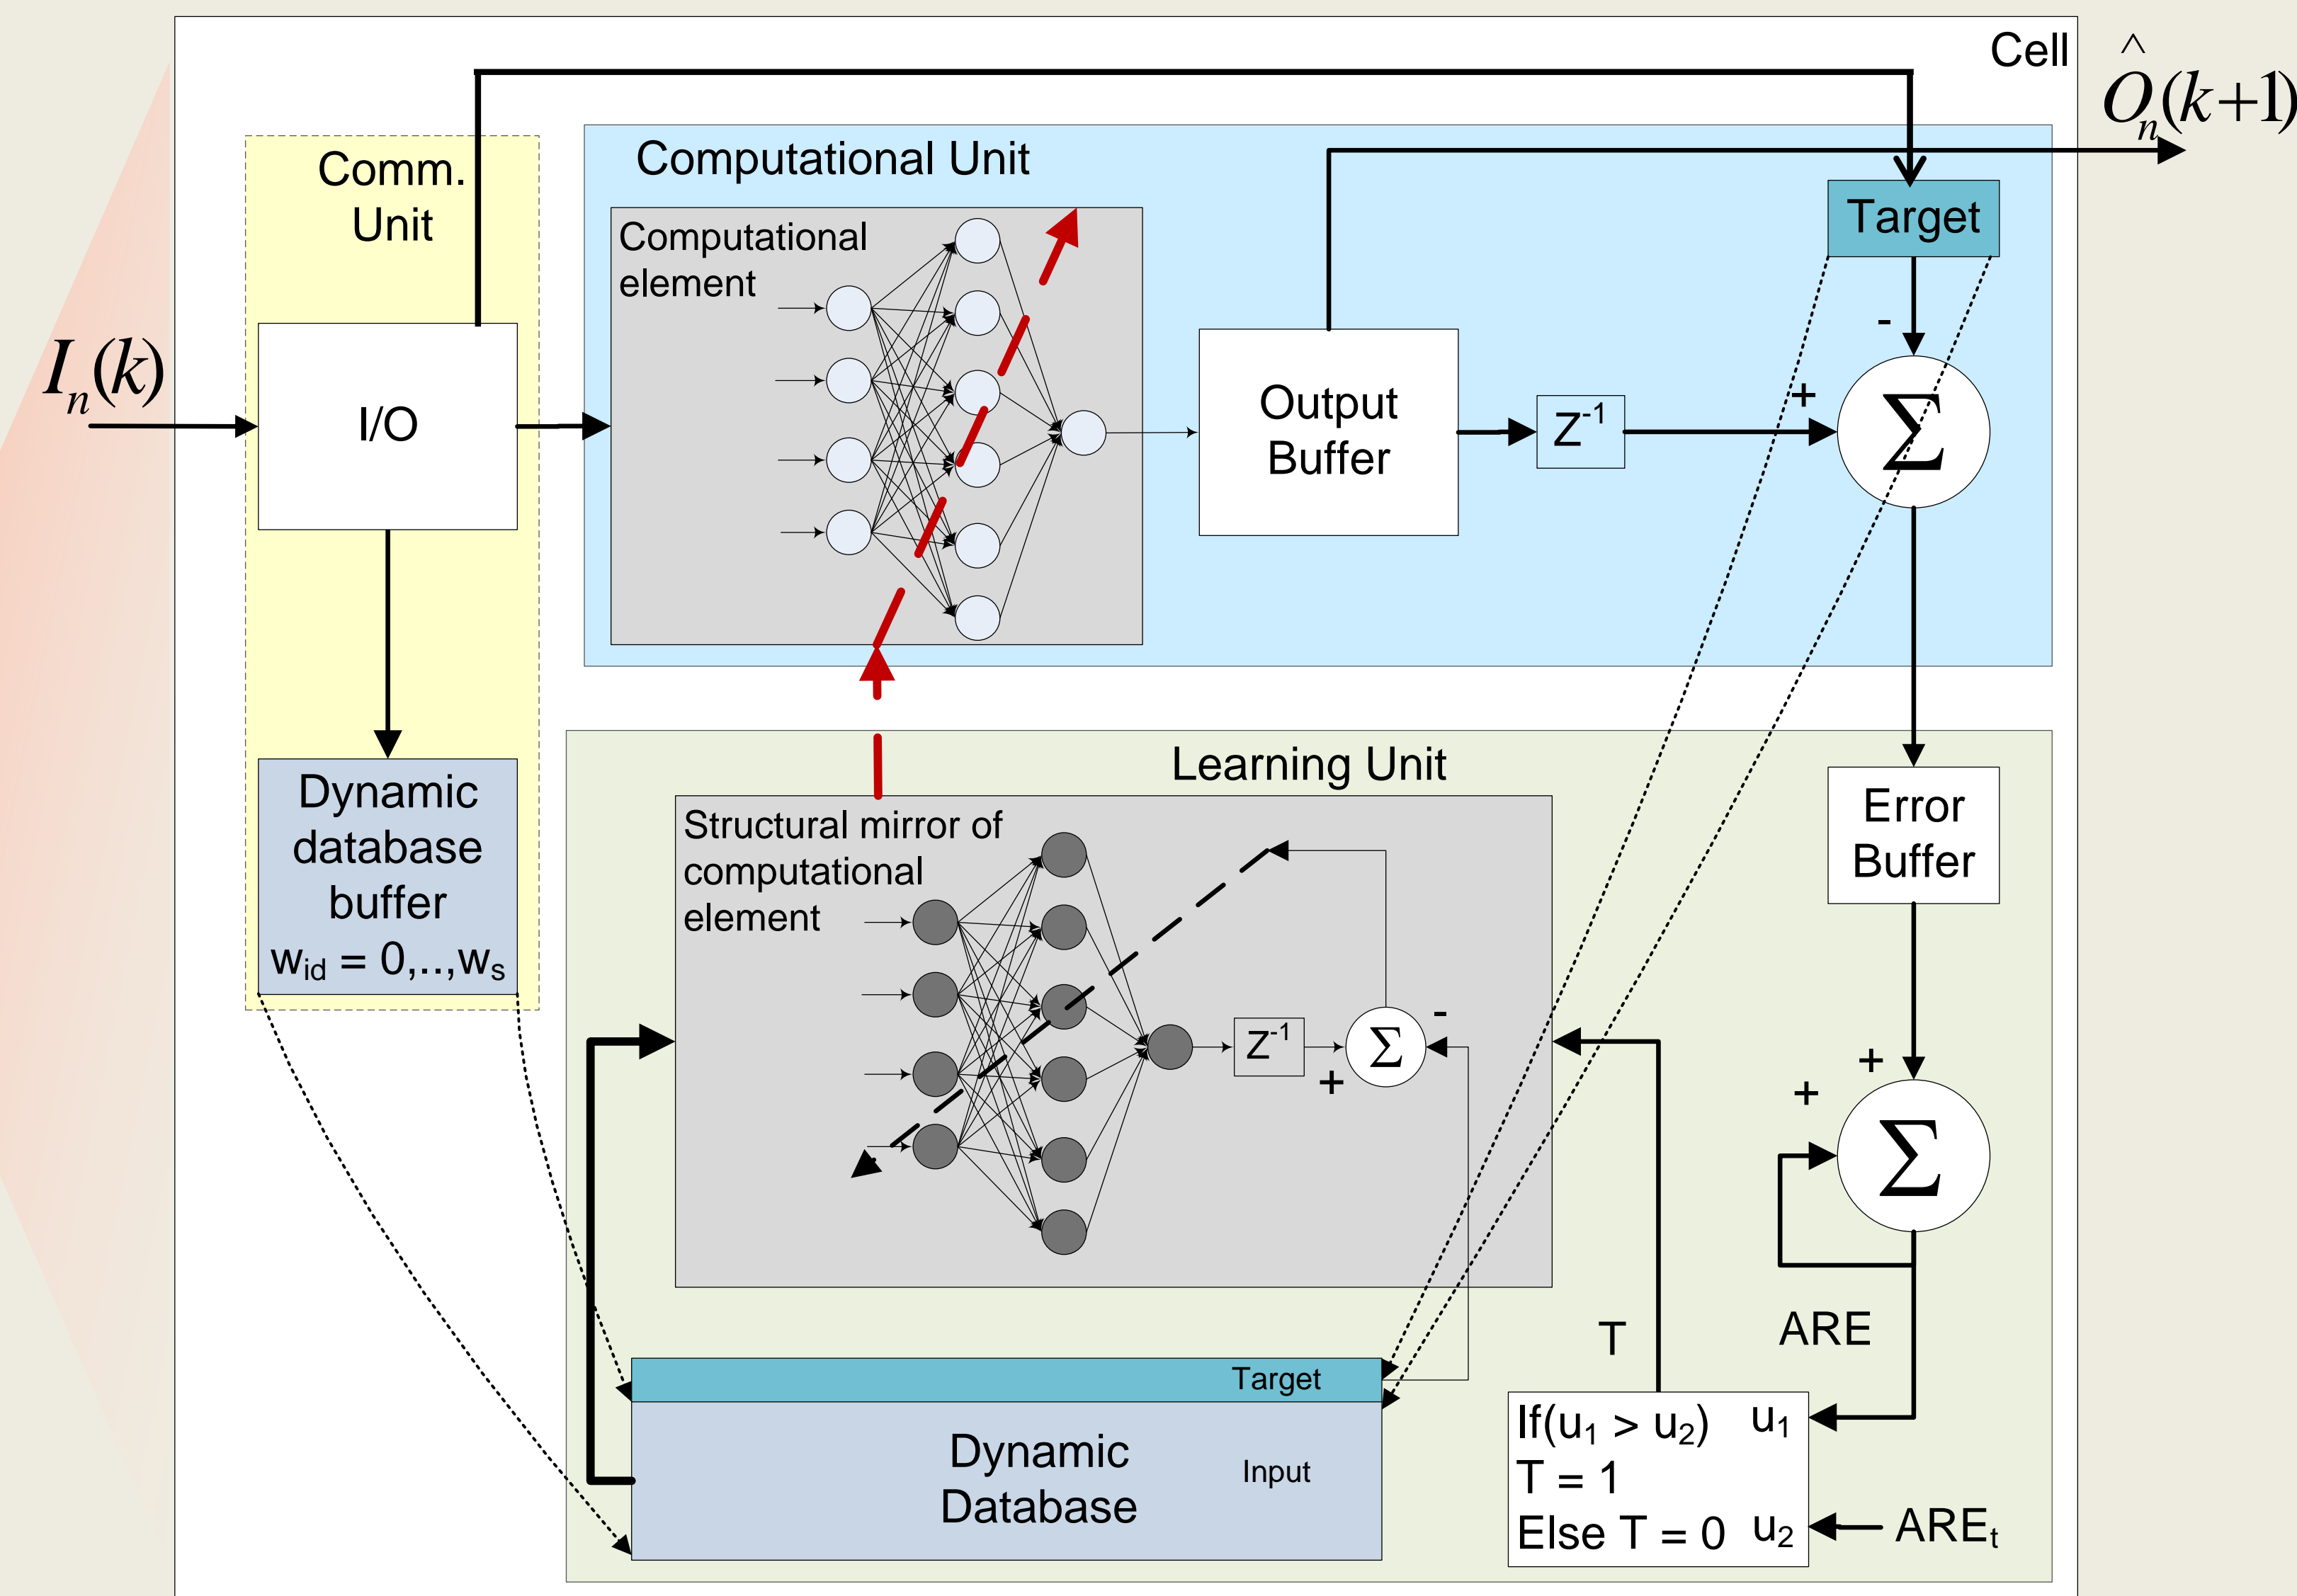 Cell
Ô_n(k+1)
Comm.
Unit
Computational Unit
Computational
element
Target
-
I_n(k)
I/O
Output
Buffer
Z⁻¹
+
Σ
Learning Unit
Dynamic
database
buffer
w_id = 0,..,w_s
Structural mirror of
computational
element
Error
Buffer
Z⁻¹
+
Σ
-
+
+
Σ
T
ARE
Target
Dynamic
Database
Input
If(u₁ > u₂) u₁
T = 1
Else T = 0 u₂
ARE_t